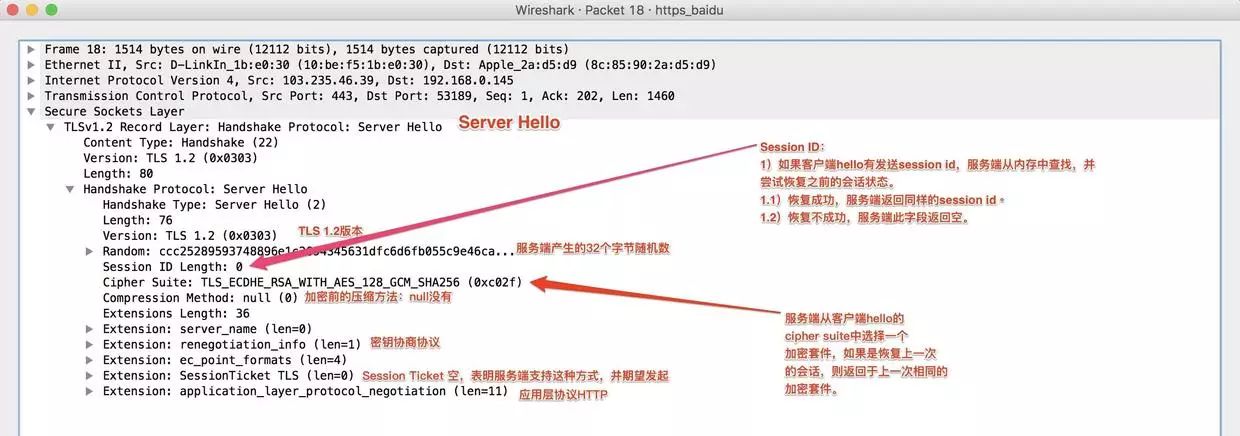 Wireshark · Packet 18 · https_baidu
Frame 18: 1514 bytes on wire (12112 bits), 1514 bytes captured (12112 bits)
Ethernet II, Src: D-LinkIn_1b:e0:30 (10:be:f5:1b:e0:30), Dst: Apple_2a:d5:d9 (8c:85:90:2a:d5:d9)
Internet Protocol Version 4, Src: 103.235.46.39, Dst: 192.168.0.145
Transmission Control Protocol, Src Port: 443, Dst Port: 53189, Seq: 1, Ack: 202, Len: 1460
Secure Sockets Layer
TLSv1.2 Record Layer: Handshake Protocol: Server Hello
Server Hello
Content Type: Handshake (22)
Version: TLS 1.2 (0x0303)
Length: 80
Handshake Protocol: Server Hello
Handshake Type: Server Hello (2)
Length: 76
Version: TLS 1.2 (0x0303)
TLS 1.2版本
Random: 服务端产生的32个字节随机数
Session ID Length: 0
Cipher Suite: TLS_ECDHE_RSA_WITH_AES_128_GCM_SHA256 (0xc02f)
Compression Method: null (0)
加密前的压缩方法：null没有
Extensions Length: 36
Extension: server_name (len=0)
Extension: renegotiation_info (len=1)
密钥协商协议
Extension: ec_point_formats (len=4)
Extension: SessionTicket TLS (len=0)
Session Ticket 空，表明服务端支持这种方式，并期望发起
Extension: application_layer_protocol_negotiation (len=11)
应用层协议HTTP
Session ID：
1）如果客户端hello有发送session id，服务端从内存中查找，并
尝试恢复之前的会话状态。
1.1）恢复成功，服务端返回同样的session id。
1.2）恢复不成功，服务端此字段返回空。
服务端从客户端hello的
cipher suite中选择一个
加密套件，如果是恢复上一次
的会话，则返回于上一次相同的
加密套件。